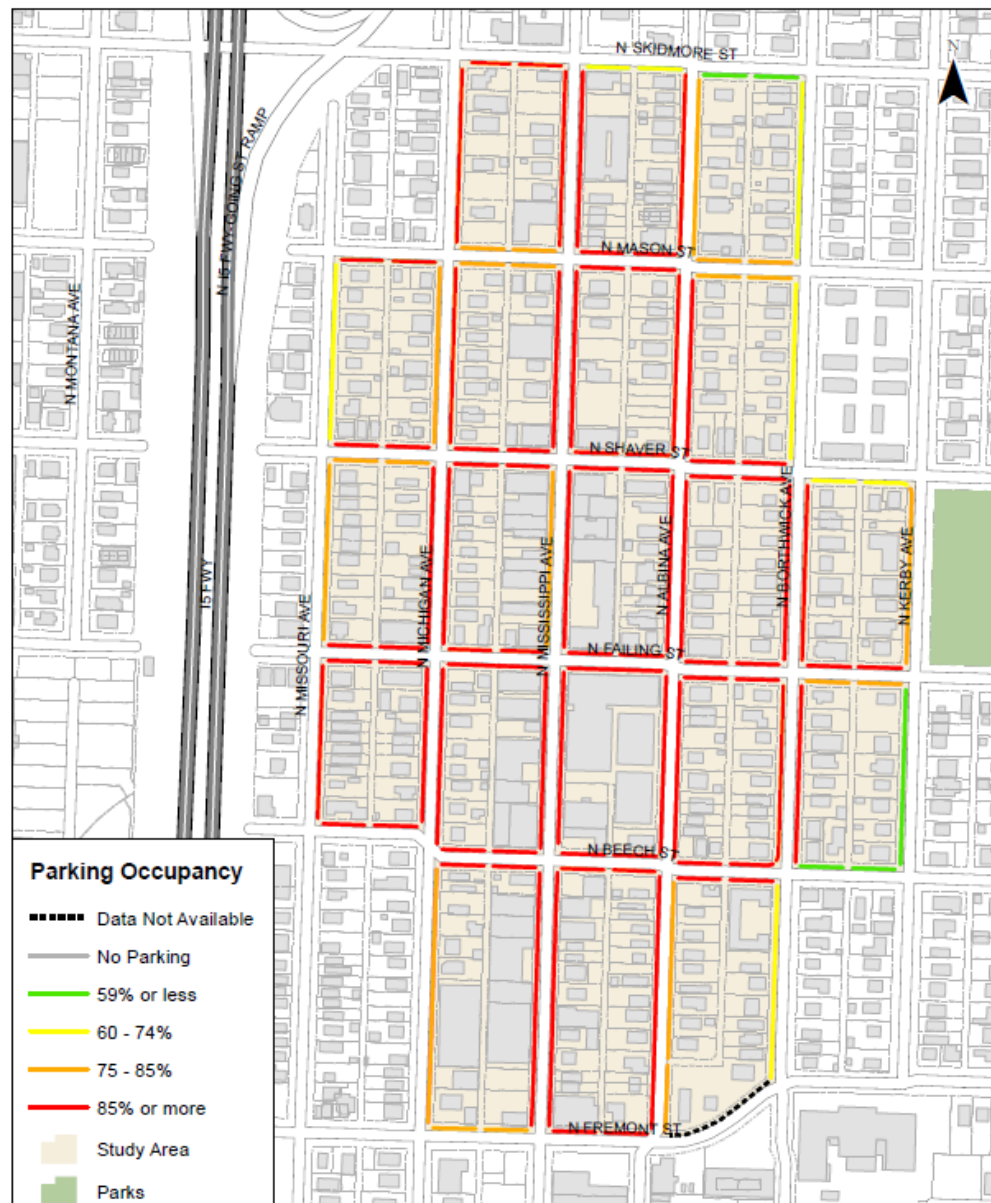 N SKIDMORE ST
N
N I5 FWY-GOING ST RAMP
N MASON ST
N MONTANA AVE
N SHAVER ST
I5 FWY
N MISSOURI AVE
N MICHIGAN AVE
N MISSISSIPPI AVE
N ALBINA AVE
N BORTHWICK AVE
N KERBY AVE
N FAILING ST
N BEECH ST
N FREMONT ST
Parking Occupancy
Data Not Available
No Parking
59% or less
60 - 74%
75 - 85%
85% or more
Study Area
Parks